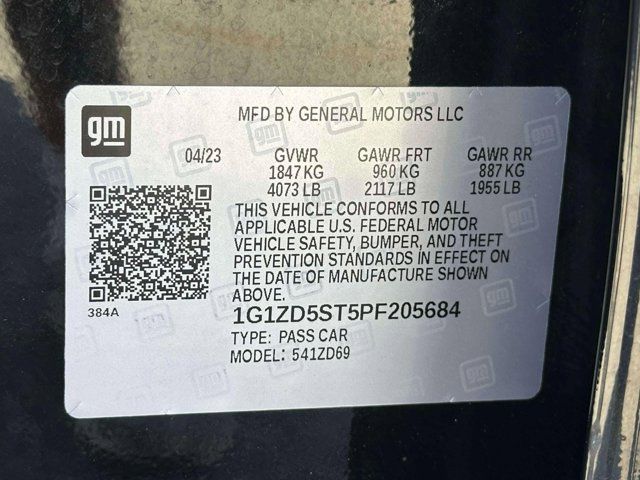 gm
MFD BY GENERAL MOTORS LLC
04/23 GVWR GAWR FRT GAWR RR
1847 KG 960 KG 887 KG
4073 LB 2117 LB 1955 LB
THIS VEHICLE CONFORMS TO ALL
APPLICABLE U.S. FEDERAL MOTOR
VEHICLE SAFETY, BUMPER, AND THEFT
PREVENTION STANDARDS IN EFFECT ON
THE DATE OF MANUFACTURE SHOWN
ABOVE.
384A
1G1ZD5ST5PF205684
TYPE: PASS CAR
MODEL: 541ZD69